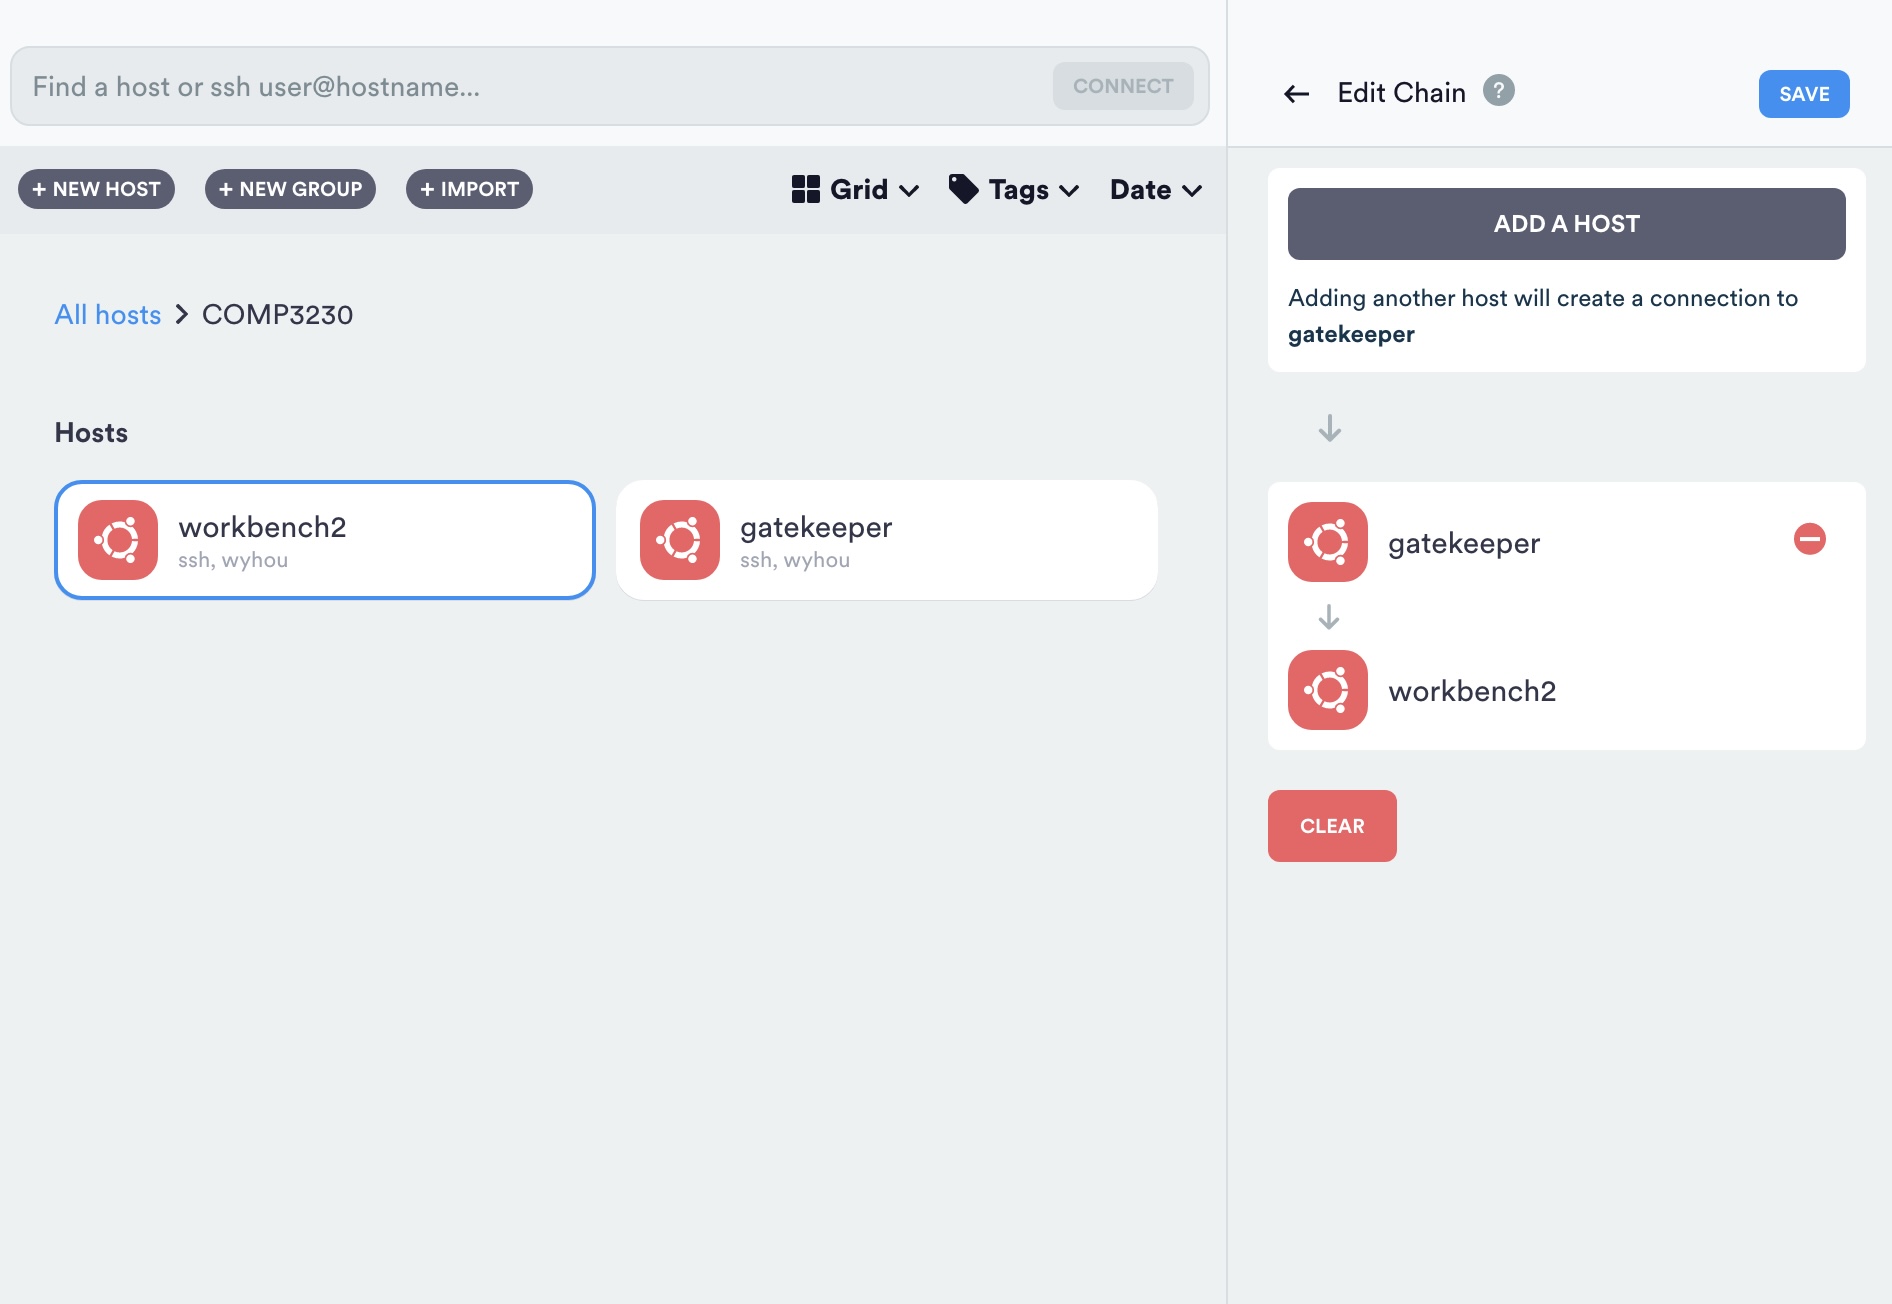 Find a host or ssh user@hostname...
CONNECT
+ NEW HOST
+ NEW GROUP
+ IMPORT
Grid
Tags
Date
All hosts > COMP3230
Hosts
workbench2
ssh, wyhou
gatekeeper
ssh, wyhou
Edit Chain ?
SAVE
ADD A HOST
Adding another host will create a connection to
gatekeeper
gatekeeper
workbench2
CLEAR